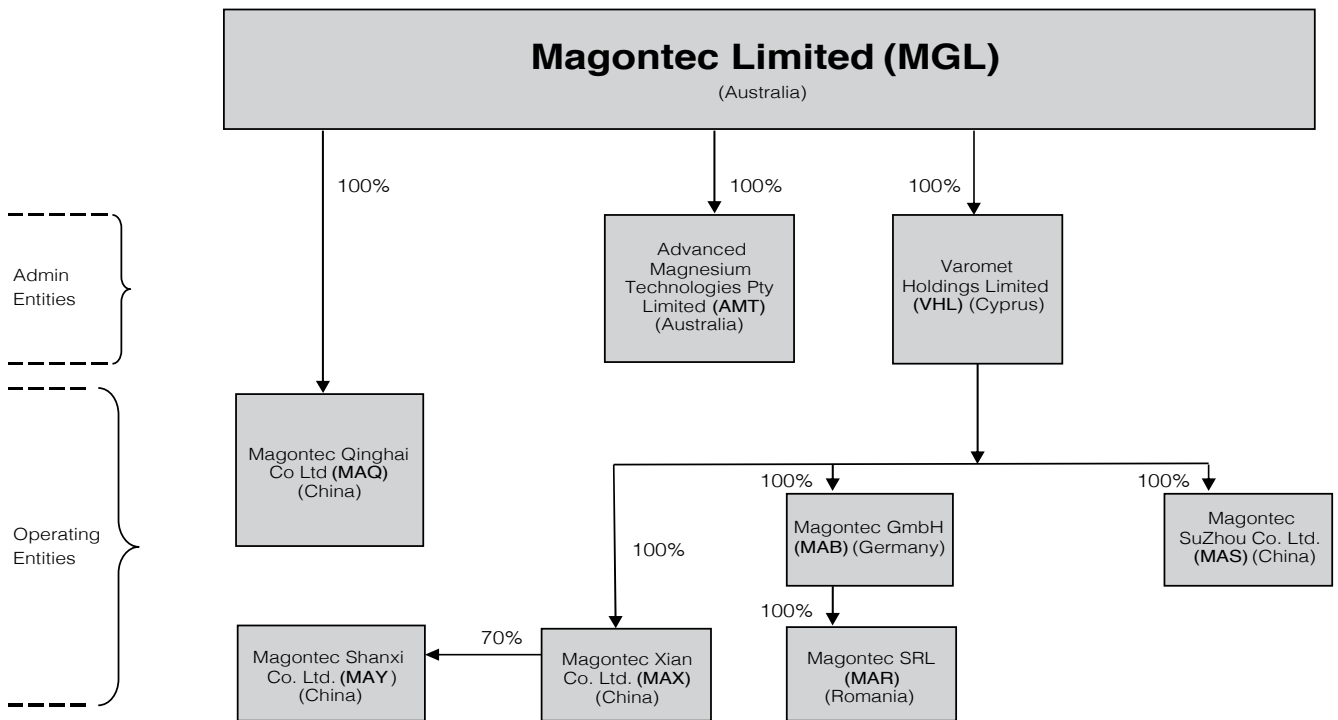 Magontec Limited (MGL)
(Australia)
100%
100%
100%
Admin
Entities
Advanced
Magnesium
Technologies Pty
Limited (AMT)
(Australia)
Varomet
Holdings Limited
(VHL) (Cyprus)
Operating
Entities
Magontec Qinghai
Co Ltd (MAQ)
(China)
100%
100%
100%
Magontec GmbH
(MAB) (Germany)
Magontec
SuZhou Co. Ltd.
(MAS) (China)
100%
70%
Magontec Shanxi
Co. Ltd. (MAY )
(China)
Magontec Xian
Co. Ltd. (MAX)
(China)
Magontec SRL
(MAR)
(Romania)